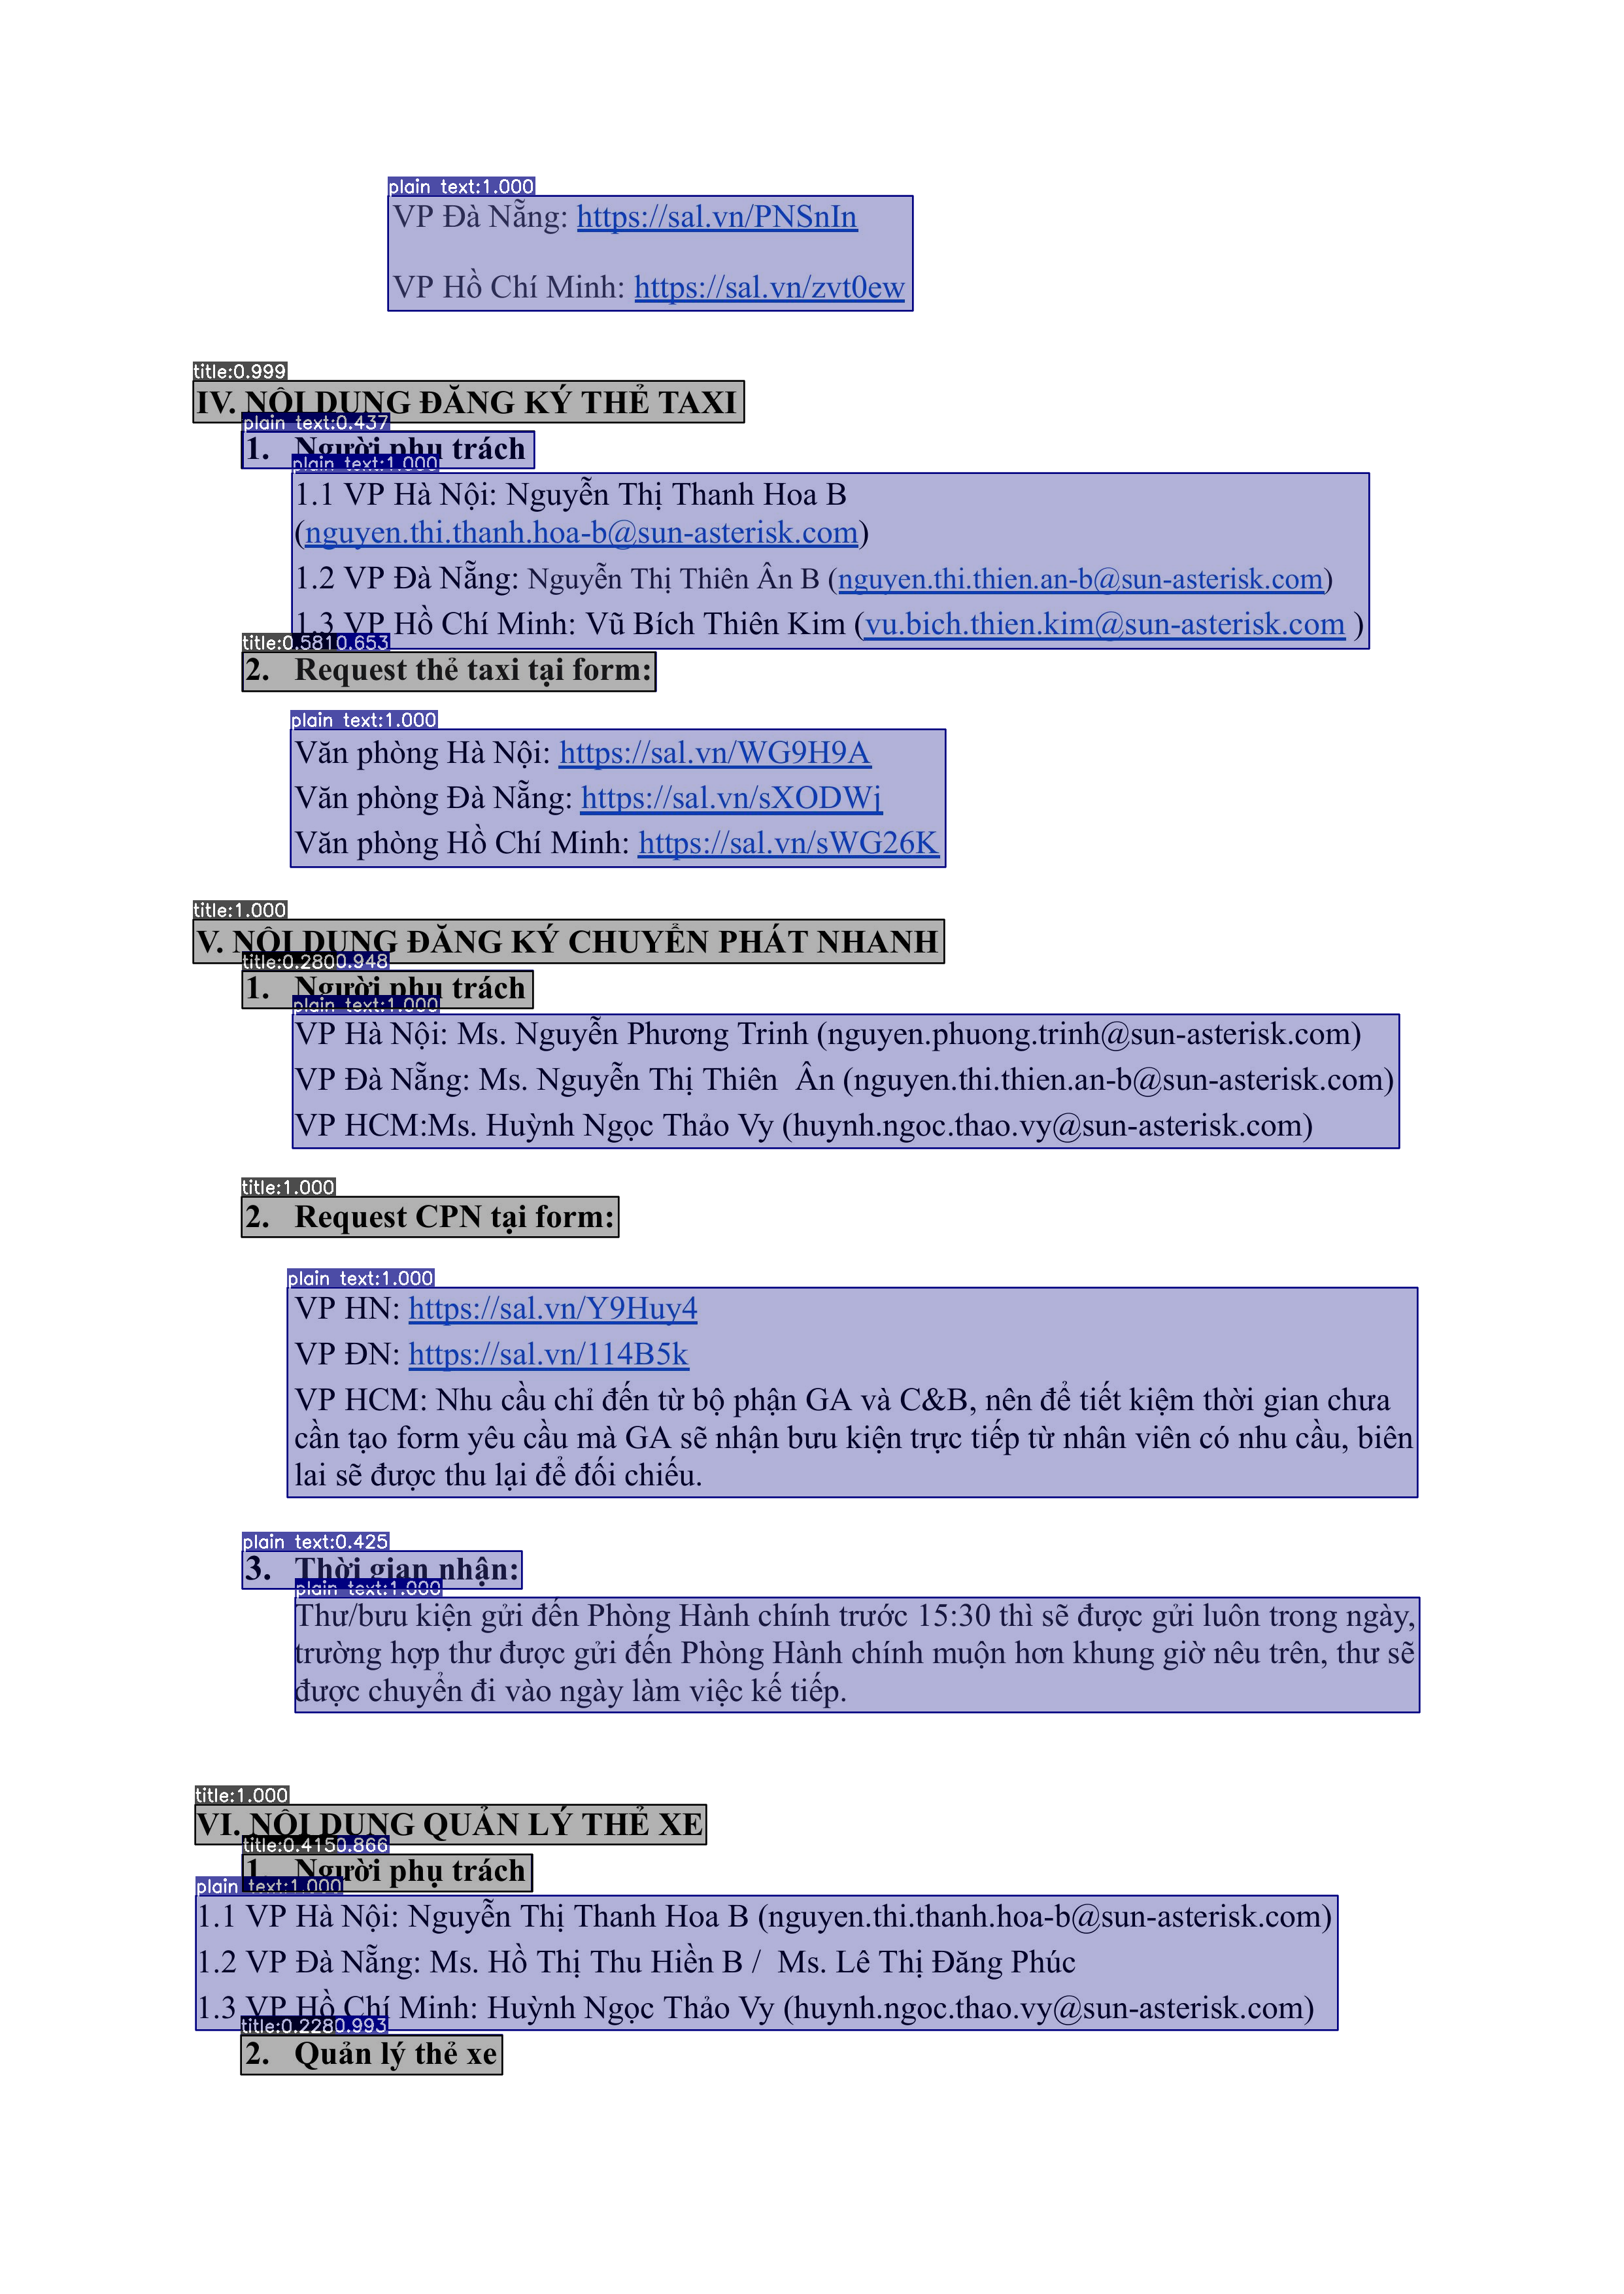 plain text:1.000
VP Đà Nẵng: https://sal.vn/PNSnIn
VP Hồ Chí Minh: https://sal.vn/zvt0ew
title:0.999
IV. NỘI DUNG ĐĂNG KÝ THẺ TAXI
plain text:0.437
1. Người phụ trách
plain text:1.000
1.1 VP Hà Nội: Nguyễn Thị Thanh Hoa B
(nguyen.thi.thanh.hoa-b@sun-asterisk.com)
1.2 VP Đà Nẵng: Nguyễn Thị Thiên Ân B (nguyen.thi.thien.an-b@sun-asterisk.com)
1.3 VP Hồ Chí Minh: Vũ Bích Thiên Kim (vu.bich.thien.kim@sun-asterisk.com )
title:0.5810.653
2. Request thẻ taxi tại form:
plain text:1.000
Văn phòng Hà Nội: https://sal.vn/WG9H9A
Văn phòng Đà Nẵng: https://sal.vn/sXODWj
Văn phòng Hồ Chí Minh: https://sal.vn/sWG26K
title:1.000
V. NỘI DUNG ĐĂNG KÝ CHUYỂN PHÁT NHANH
title:0.2800.948
1. Người phụ trách
plain text:1.000
VP Hà Nội: Ms. Nguyễn Phương Trinh (nguyen.phuong.trinh@sun-asterisk.com)
VP Đà Nẵng: Ms. Nguyễn Thị Thiên Ân (nguyen.thi.thien.an-b@sun-asterisk.com)
VP HCM:Ms. Huỳnh Ngọc Thảo Vy (huynh.ngoc.thao.vy@sun-asterisk.com)
title:1.000
2. Request CPN tại form:
plain text:1.000
VP HN: https://sal.vn/Y9Huy4
VP ĐN: https://sal.vn/114B5k
VP HCM: Nhu cầu chỉ đến từ bộ phận GA và C&B, nên để tiết kiệm thời gian chưa
cần tạo form yêu cầu mà GA sẽ nhận bưu kiện trực tiếp từ nhân viên có nhu cầu, biên
lai sẽ được thu lại để đối chiếu.
plain text:0.425
3. Thời gian nhận:
plain text:1.000
Thư/bưu kiện gửi đến Phòng Hành chính trước 15:30 thì sẽ được gửi luôn trong ngày,
trường hợp thư được gửi đến Phòng Hành chính muộn hơn khung giờ nêu trên, thư sẽ
được chuyển đi vào ngày làm việc kế tiếp.
title:1.000
VI. NỘI DUNG QUẢN LÝ THẺ XE
title:0.4150.866
1. Người phụ trách
plain text:1.000
1.1 VP Hà Nội: Nguyễn Thị Thanh Hoa B (nguyen.thi.thanh.hoa-b@sun-asterisk.com)
1.2 VP Đà Nẵng: Ms. Hồ Thị Thu Hiền B / Ms. Lê Thị Đăng Phúc
1.3 VP Hồ Chí Minh: Huỳnh Ngọc Thảo Vy (huynh.ngoc.thao.vy@sun-asterisk.com)
title:0.2280.993
2. Quản lý thẻ xe